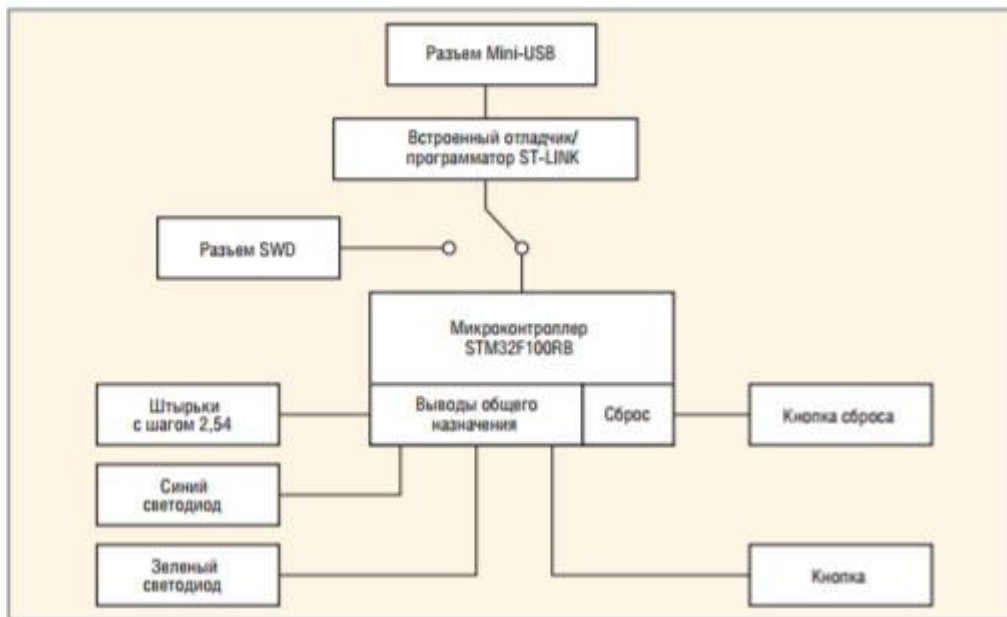 Разъем Mini-USB
Встроенный отладчик/
программатор ST-LINK
Разъем SWD
Микроконтроллер
STM32F100RB
Штырьки
с шагом 2,54
Выводы общего
назначения
Сброс
Кнопка сброса
Синий
светодиод
Зеленый
светодиод
Кнопка